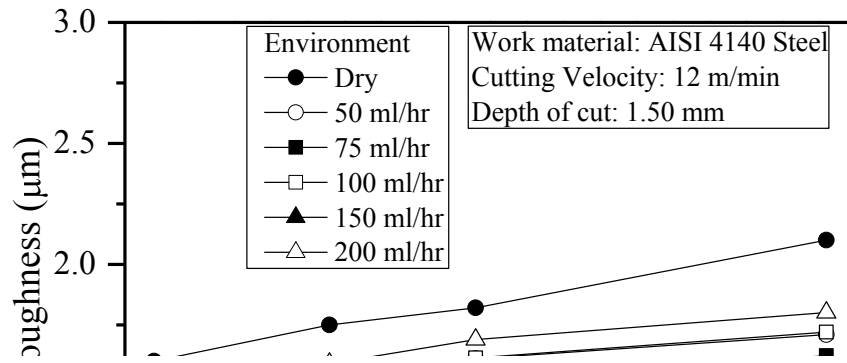 3.0
Environment
Dry
50 ml/hr
75 ml/hr
100 ml/hr
150 ml/hr
200 ml/hr
Work material: AISI 4140 Steel
Cutting Velocity: 12 m/min
Depth of cut: 1.50 mm
2.5
2.0
oughness (μm)